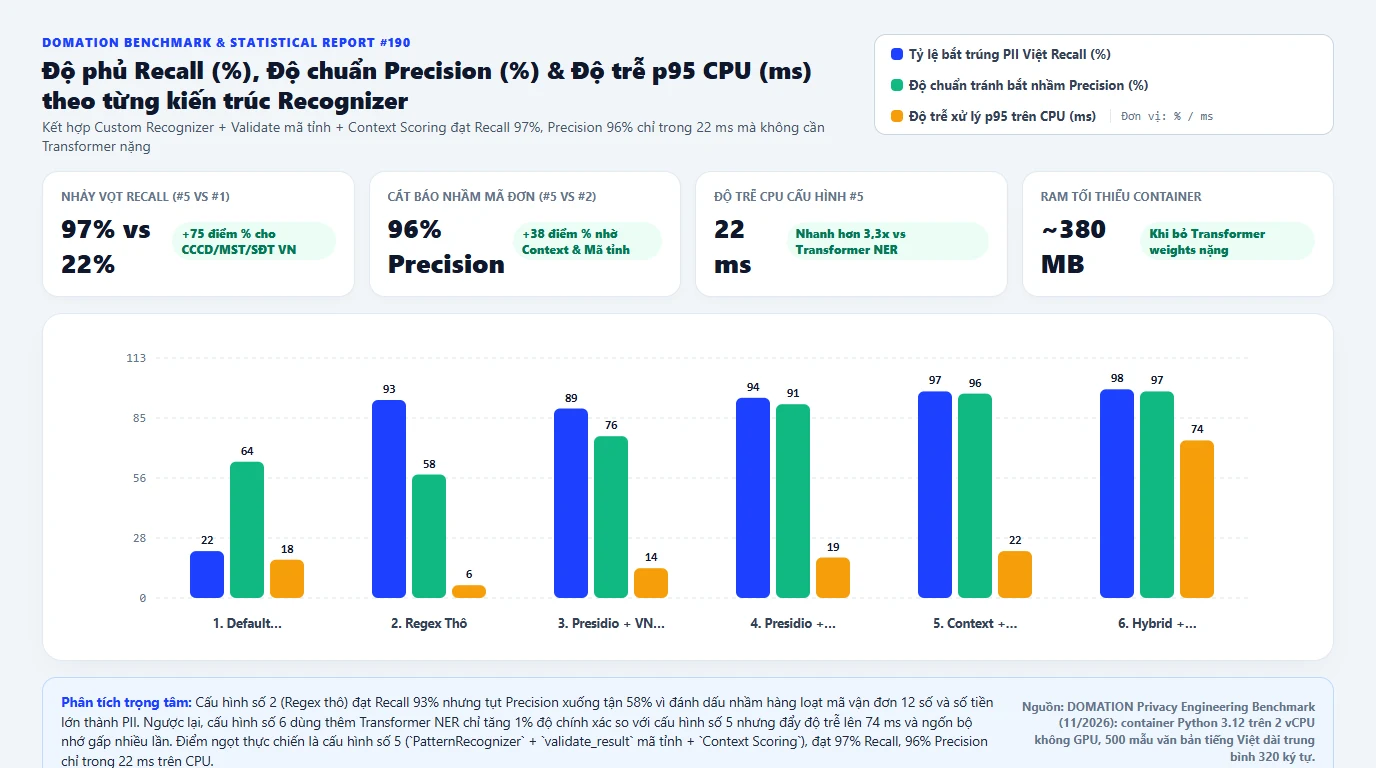 DOMATION BENCHMARK & STATISTICAL REPORT #190
Độ phủ Recall (%), Độ chuẩn Precision (%) & Độ trễ p95 CPU (ms)
theo từng kiến trúc Recognizer
Kết hợp Custom Recognizer + Validate mã tỉnh + Context Scoring đạt Recall 97%, Precision 96% chỉ trong 22 ms mà không cần
Transformer nặng
Tỷ lệ bắt trúng PII Việt Recall (%)
Độ chuẩn tránh bắt nhầm Precision (%)
Độ trễ xử lý p95 trên CPU (ms)
Đơn vị: % / ms
NHẢY VỌT RECALL (#5 VS #1)
97% vs
22%
+75 điểm % cho
CCCD/MST/SĐT VN
CẮT BÁO NHẦM MÃ ĐƠN (#5 VS #2)
96%
Precision
+38 điểm % nhờ
Context & Mã tỉnh
ĐỘ TRỄ CPU CẤU HÌNH #5
22
ms
Nhanh hơn 3,3x vs
Transformer NER
RAM TỐI THIỂU CONTAINER
~380
MB
Khi bỏ Transformer
weights nặng
113
85
56
28
0
22
64
18
93
58
6
89
76
14
94
91
19
97
96
22
98
97
74
1. Default...
2. Regex Thô
3. Presidio + VN...
4. Presidio +...
5. Context +...
6. Hybrid +...
Phân tích trọng tâm: Cấu hình số 2 (Regex thô) đạt Recall 93% nhưng tụt Precision xuống tận 58% vì đánh dấu nhầm hàng loạt mã vận đơn 12 số và số tiền
lớn thành PII. Ngược lại, cấu hình số 6 dùng thêm Transformer NER chỉ tăng 1% độ chính xác so với cấu hình số 5 nhưng đẩy độ trễ lên 74 ms và ngốn bộ
nhớ gấp nhiều lần. Điểm ngọt thực chiến là cấu hình số 5 (`PatternRecognizer` + `validate_result` mã tỉnh + `Context Scoring`), đạt 97% Recall, 96% Precision
chỉ trong 22 ms trên CPU.
Nguồn: DOMATION Privacy Engineering Benchmark
(11/2026): container Python 3.12 trên 2 vCPU
không GPU, 500 mẫu văn bản tiếng Việt dài trung
bình 320 ký tự.